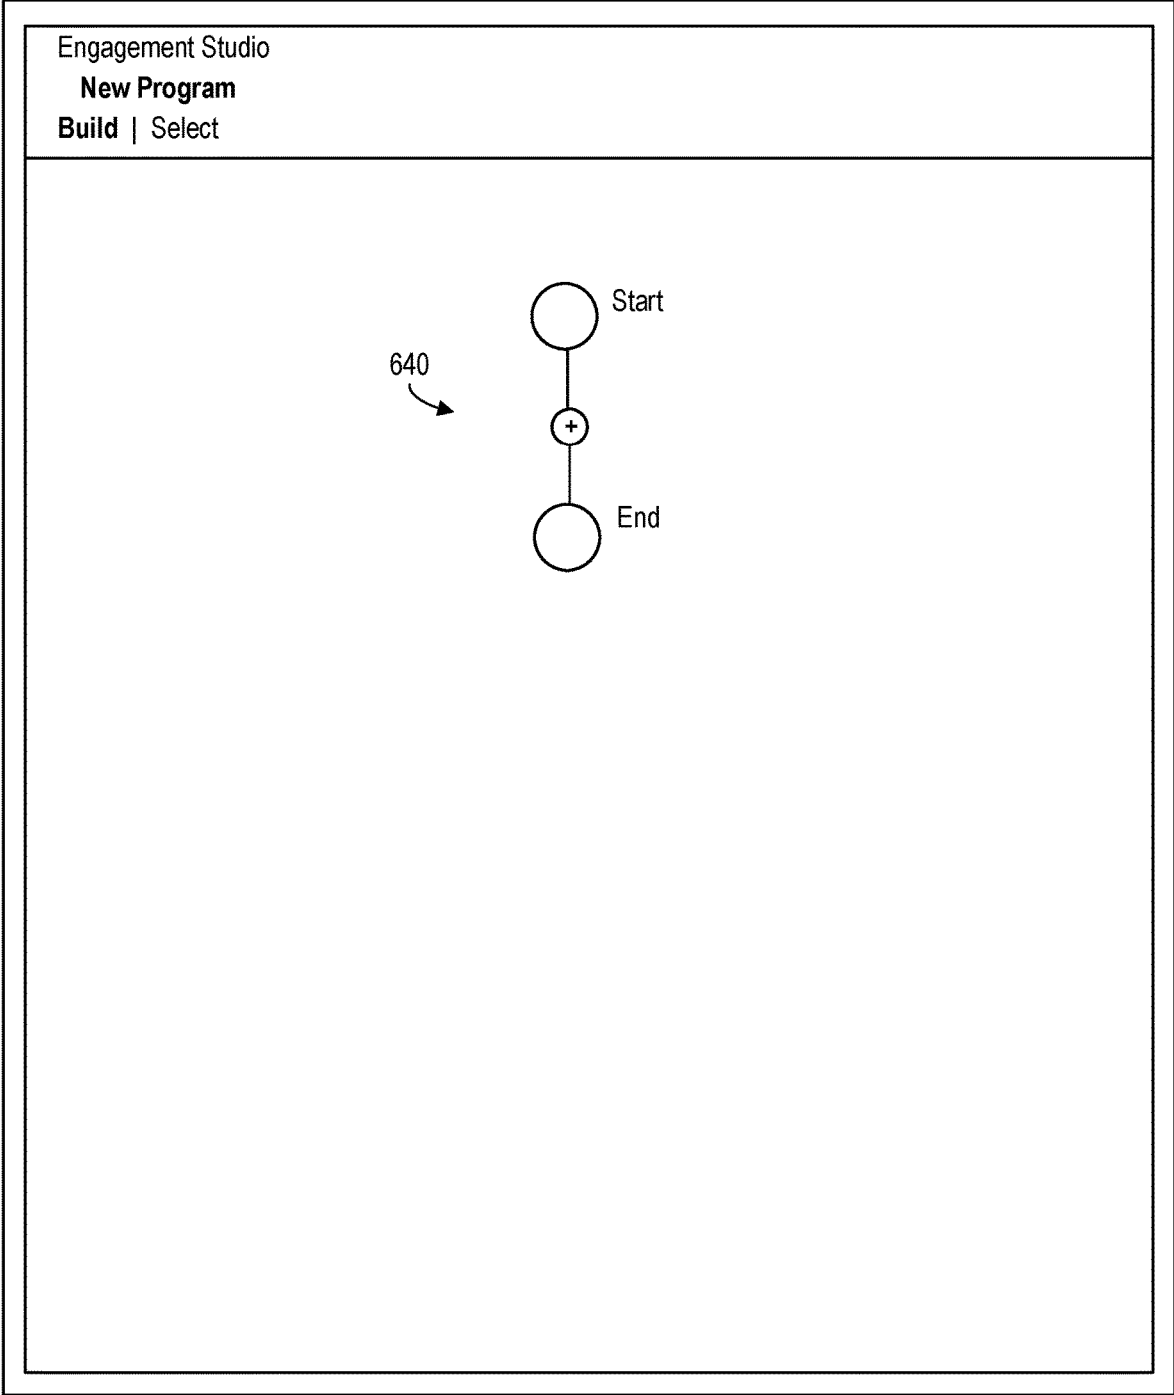 Engagement Studio
New Program
Build | Select
Start
640
+
End